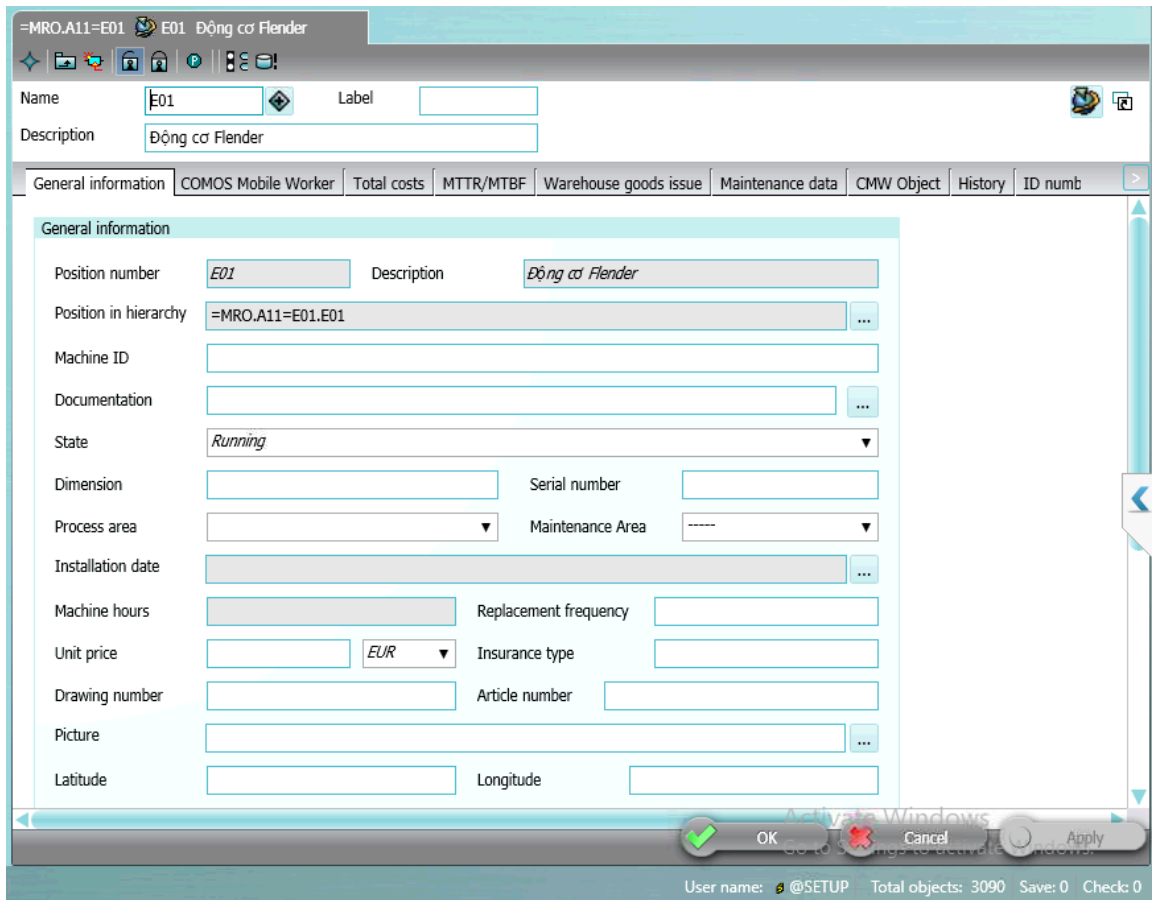 =MRO.A11=E01 E01 Động cơ Flender
Name E01 Label
Description Động cơ Flender
General information COMOS Mobile Worker Total costs MTTR/MTBF Warehouse goods issue Maintenance data CMW Object History ID numb >
General information
Position number E01 Description Động cơ Flender
Position in hierarchy =MRO.A11=E01.E01 ...
Machine ID
Documentation ...
State Running
Dimension Serial number
Process area Maintenance Area -----
Installation date ...
Machine hours Replacement frequency
Unit price EUR Insurance type
Drawing number Article number
Picture ...
Latitude Longitude
Activate Windows
OK Cancel Apply
Go to Settings to activate Windows.
User name: @SETUP Total objects: 3090 Save: 0 Check: 0